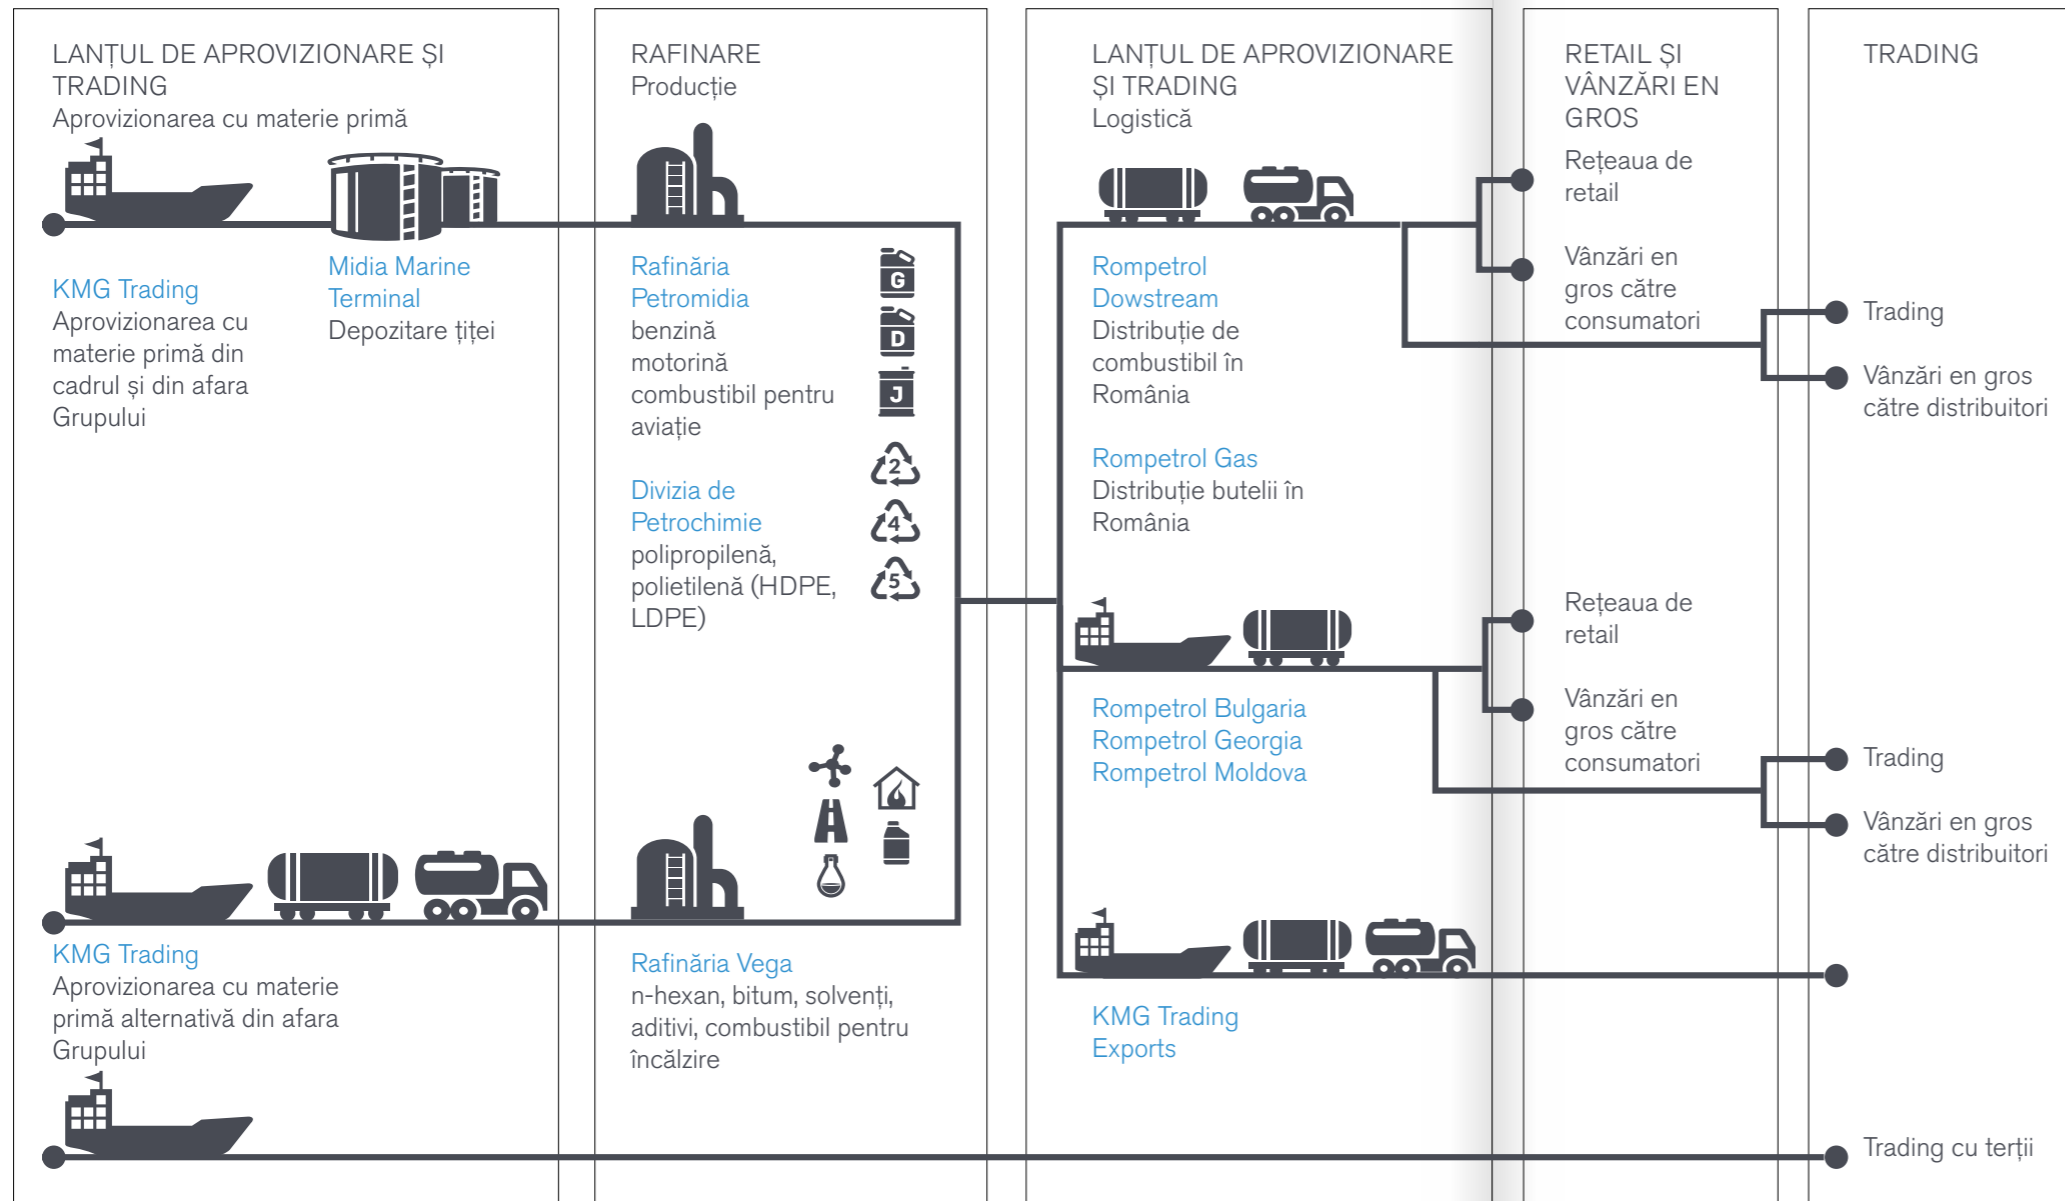 LANȚUL DE APROVIZIONARE ȘI
TRADING
Aprovizionarea cu materie primă
KMG Trading
Aprovizionarea cu
materie primă din
cadrul și din afara
Grupului
Midia Marine
Terminal
Depozitare țiței
KMG Trading
Aprovizionarea cu materie
primă alternativă din afara
Grupului
RAFINARE
Producție
Rafinăria
Petromidia
benzină
motorină
combustibil pentru
aviație
G
D
J
Divizia de
Petrochimie
polipropilenă,
polietilenă (HDPE,
LDPE)
2
4
5
Rafinăria Vega
n-hexan, bitum, solvenți,
aditivi, combustibil pentru
încălzire
LANȚUL DE APROVIZIONARE
ȘI TRADING
Logistică
Rompetrol
Dowstream
Distribuție de
combustibil în
România
Rompetrol Gas
Distribuție butelii în
România
Rompetrol Bulgaria
Rompetrol Georgia
Rompetrol Moldova
KMG Trading
Exports
RETAIL ȘI
VÂNZĂRI EN
GROS
Rețeaua de
retail
Vânzări en
gros către
consumatori
Rețeaua de
retail
Vânzări en
gros către
consumatori
TRADING
Trading
Vânzări en gros
către distribuitori
Trading
Vânzări en gros
către distribuitori
Trading cu terții